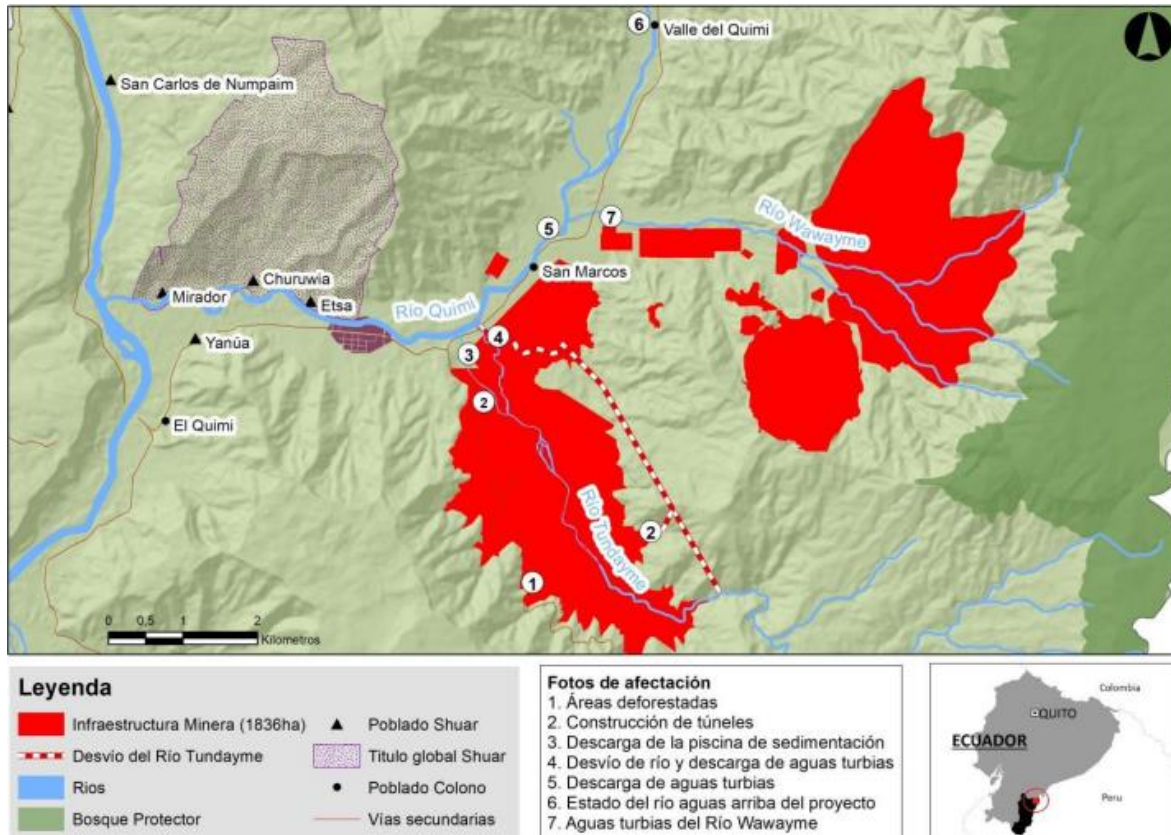 6
Valle del Quimi
San Carlos de Numpaim
Río Wawayme
7
5
San Marcos
Churuwia
Mirador
Etsa
Río Quimi
Yanúa
4
3
2
El Quimi
Río Tundayme
2
1
0 0,5 1 2
Kilometros
Leyenda
Infraestructura Minera (1836ha)
Desvío del Río Tundayme
Rios
Bosque Protector
Poblado Shuar
Titulo global Shuar
Poblado Colono
Vías secundarias
Fotos de afectación
1. Áreas deforestadas
2. Construcción de túneles
3. Descarga de la piscina de sedimentación
4. Desvío de río y descarga de aguas turbias
5. Descarga de aguas turbias
6. Estado del río aguas arriba del proyecto
7. Aguas turbias del Río Wawayme
Colombia
QUITO
ECUADOR
Peru